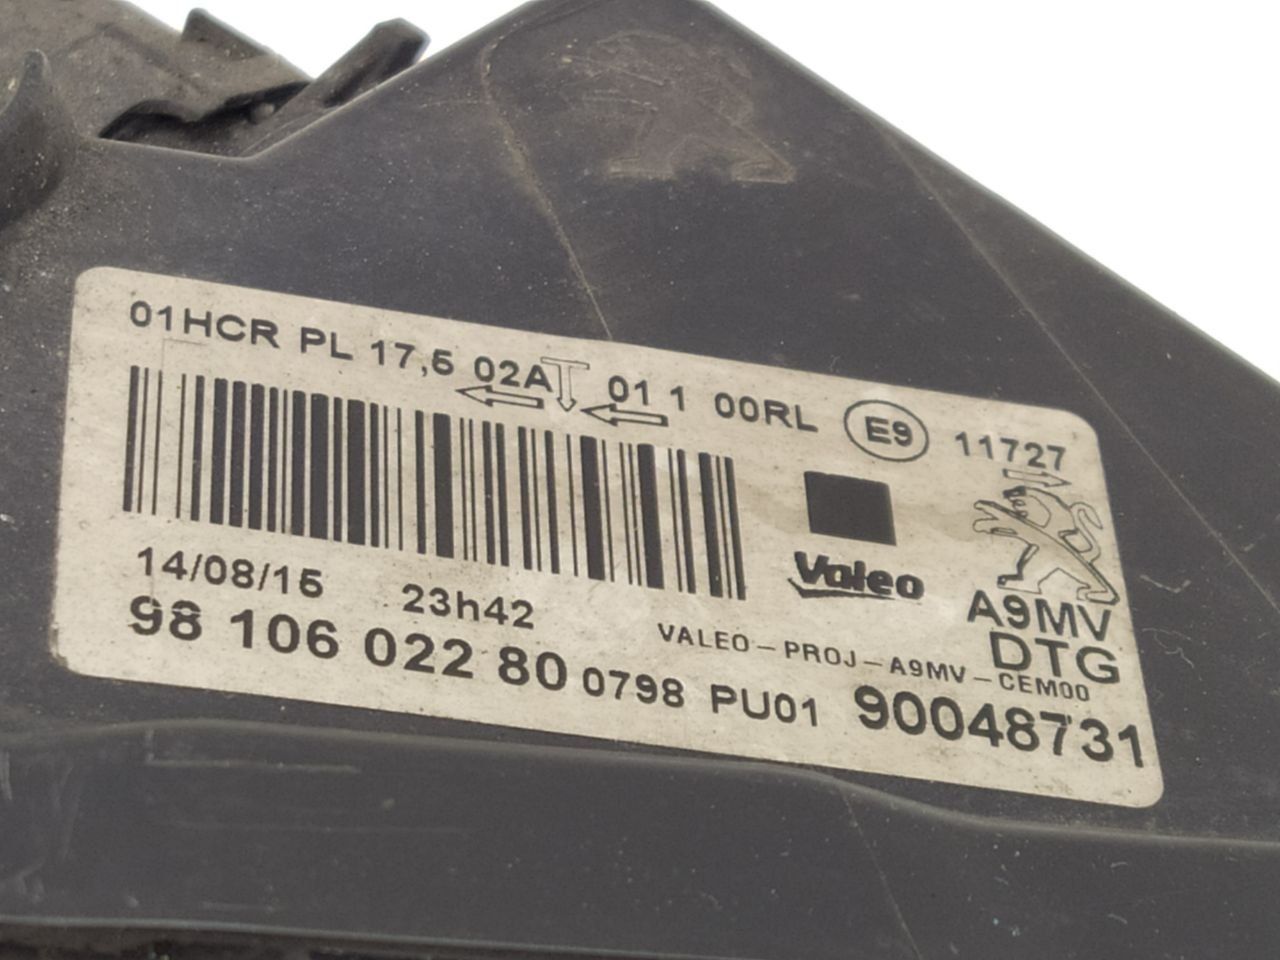 01HCR PL 17,5 02A 01 1 00RL E9 11727
Valeo
14/08/15 23h42
A9MV
DTG
VALEO-PROJ-A9MV-CEM00
98 106 022 80 0798 PU01 90048731